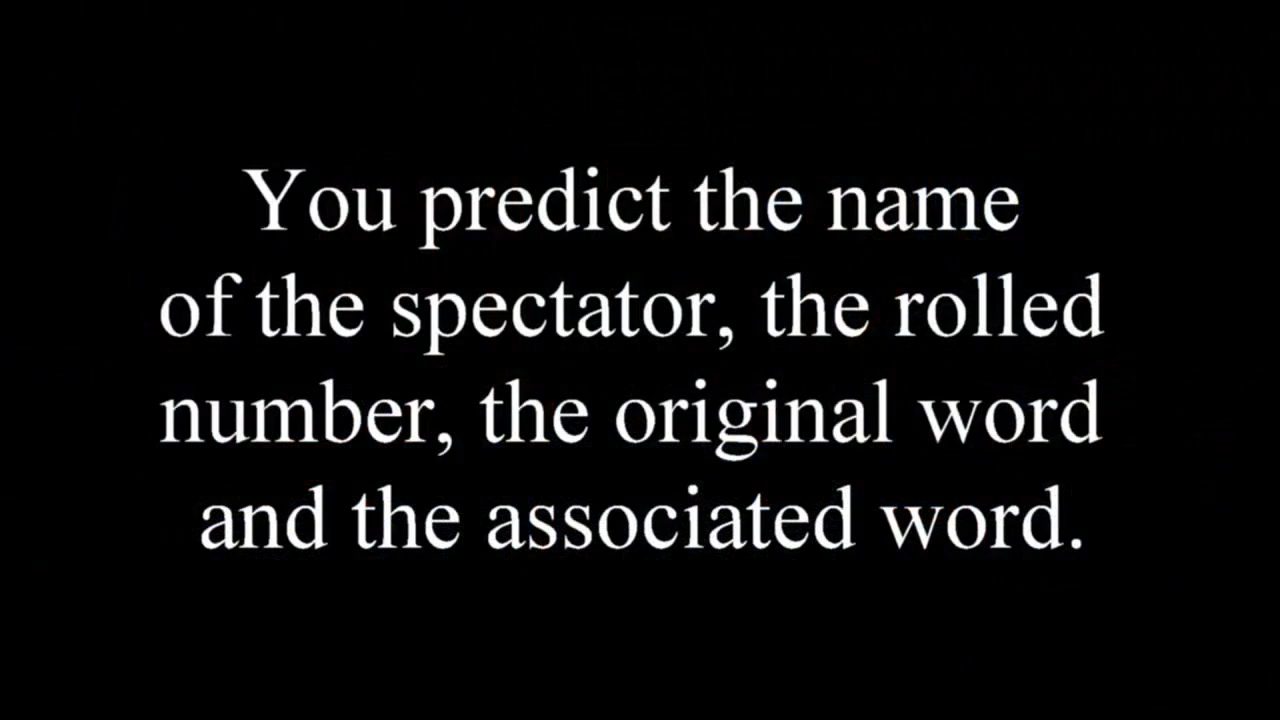 You predict the name
of the spectator, the rolled
number, the original word
and the associated word.